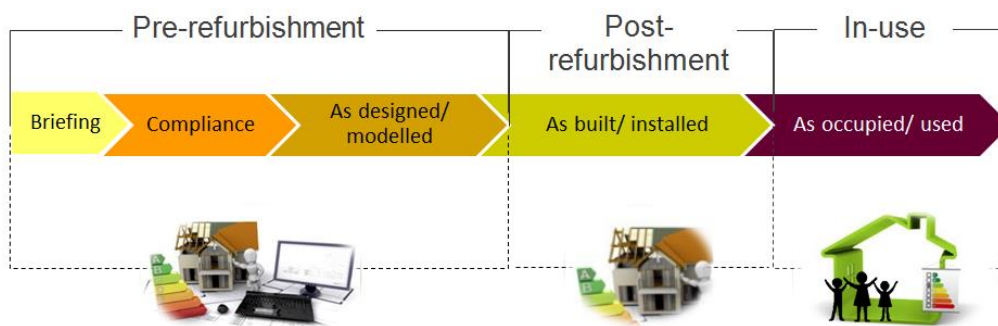 Pre-refurbishment
Post-
refurbishment
In-use
Briefing
Compliance
As designed/
modelled
As built/ installed
As occupied/ used
A
B
A
B